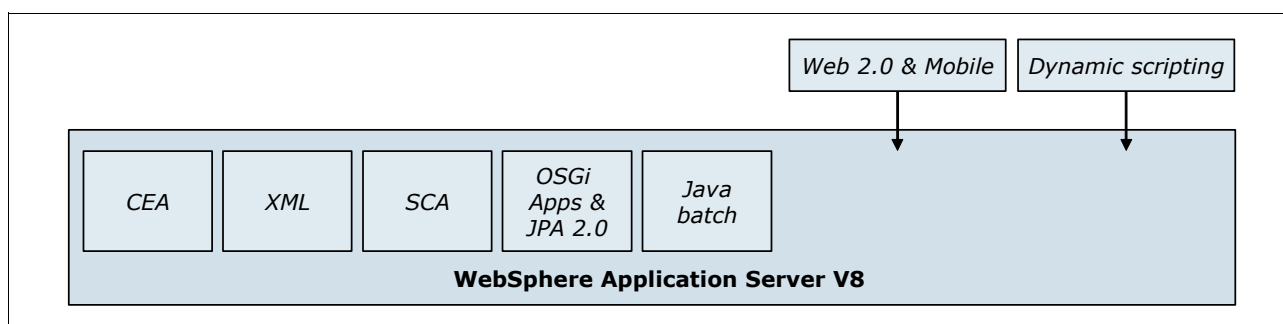 Web 2.0 & Mobile
Dynamic scripting
CEA
XML
SCA
OSGi
Apps &
JPA 2.0
Java
batch
WebSphere Application Server V8